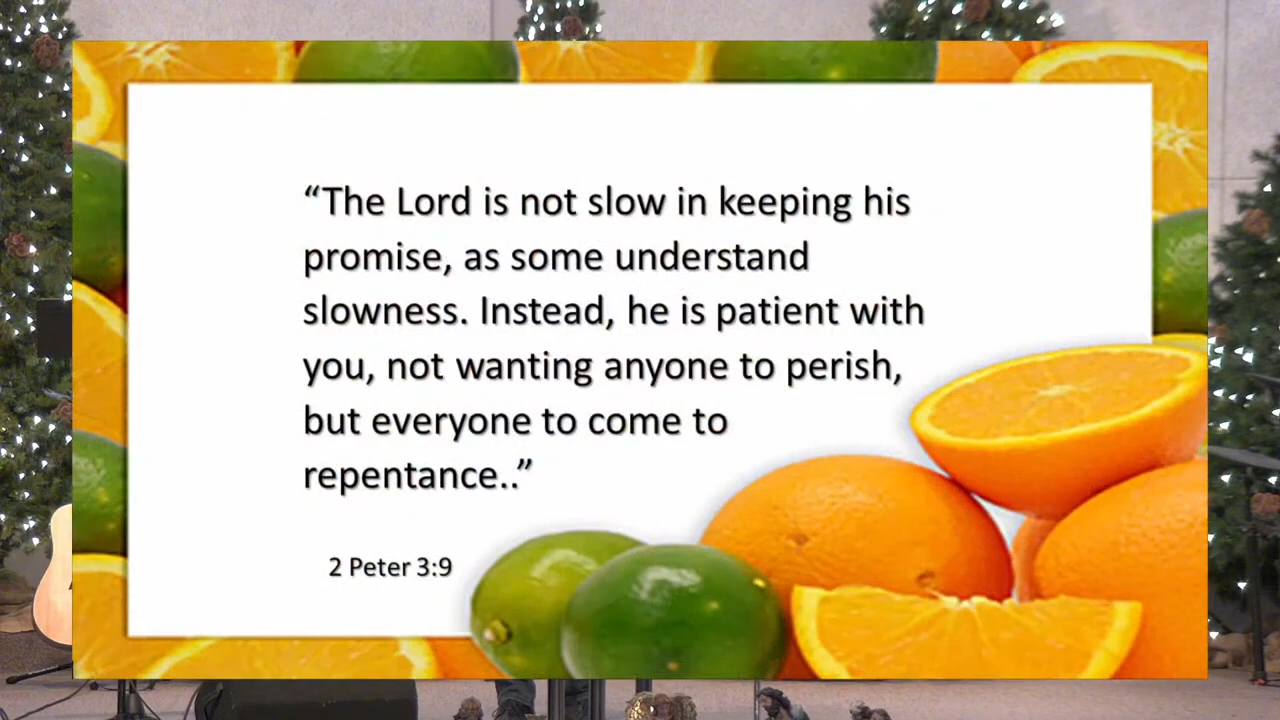 “The Lord is not slow in keeping his
promise, as some understand
slowness. Instead, he is patient with
you, not wanting anyone to perish,
but everyone to come to
repentance..”
2 Peter 3:9